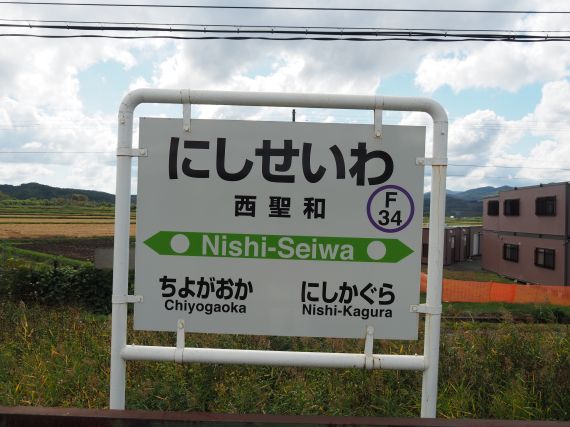 にしせいわ
西聖和
F
34
Nishi-Seiwa
ちよがおか
Chiyogaoka
にしかぐら
Nishi-Kagura